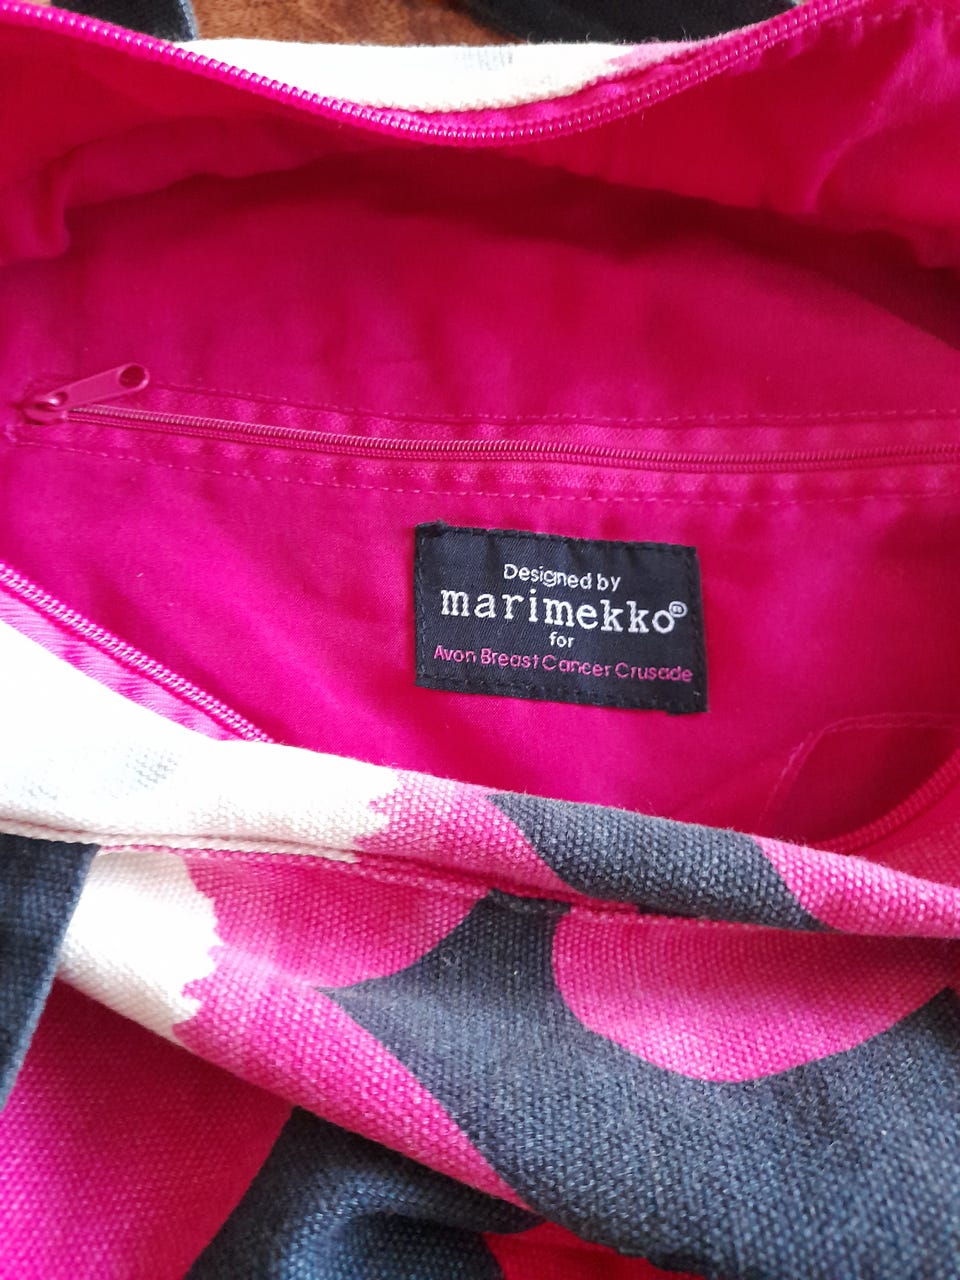 Designed by
marimekko®
for
Avon Breast Cancer Crusade